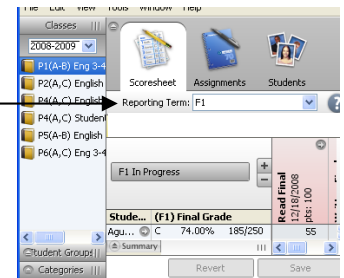 File Edit View Tools Window Help
Classes
2008-2009
P1(A-B) Eng 3-4
P2(A,C) English
P4(A,C) English
P4(A,C) Student
P5(A-B) English
P6(A,C) Eng 3-4
Student Groups
Categories
Scoresheet Assignments Students
Reporting Term: F1
F1 In Progress
+
-
Read Final
12/18/2008
pts: 100
Stude... (F1) Final Grade
Agu... C 74.00% 185/250 55
Summary
Revert Save